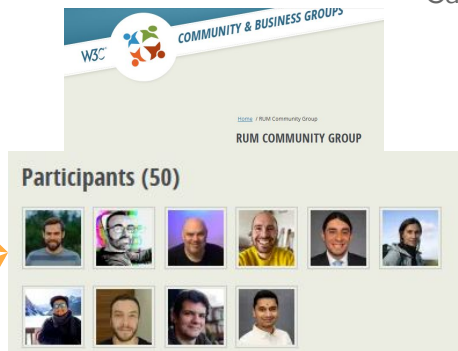 W3C
COMMUNITY & BUSINESS GROUPS
Home / RUM Community Group
RUM COMMUNITY GROUP
Participants (50)